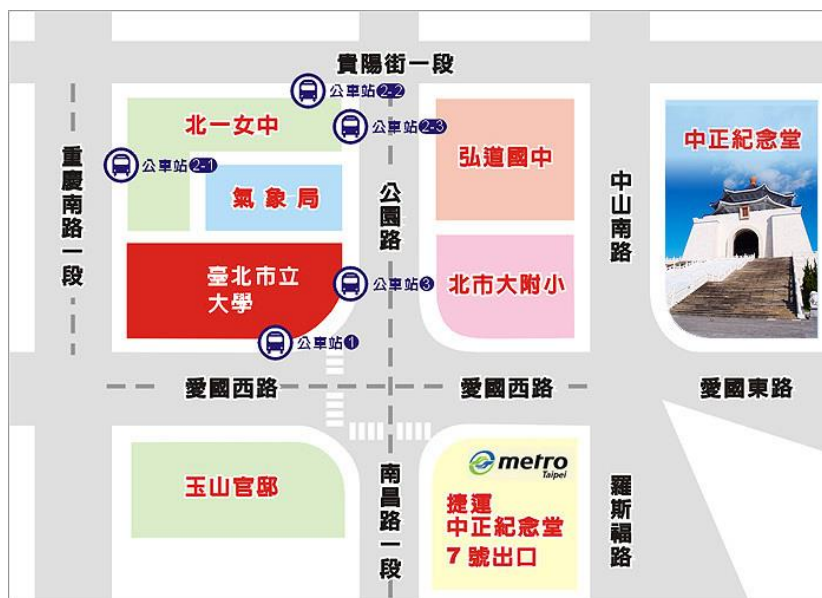 貴陽街一段
公車站2-2
北一女中
公車站2-3
弘道國中
中正紀念堂
公車站2-1
氣象局
重慶南路一段
公園路
中山南路
臺北市立
大學
公車站3
北市大附小
公車站1
愛國西路
愛國西路
愛國東路
玉山官邸
南昌路一段
metro
Taipei
捷運
中正紀念堂
7號出口
羅斯福路